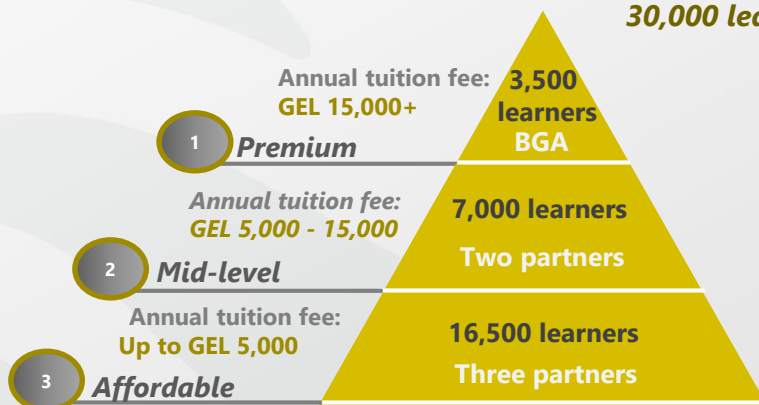 30,000
Annual tuition fee:
GEL 15,000+
3,500
learners
BGA
1
Premium
Annual tuition fee:
GEL 5,000 - 15,000
7,000 learners
Two partners
2
Mid-level
Annual tuition fee:
Up to GEL 5,000
16,500 learners
Three partners
3
Affordable